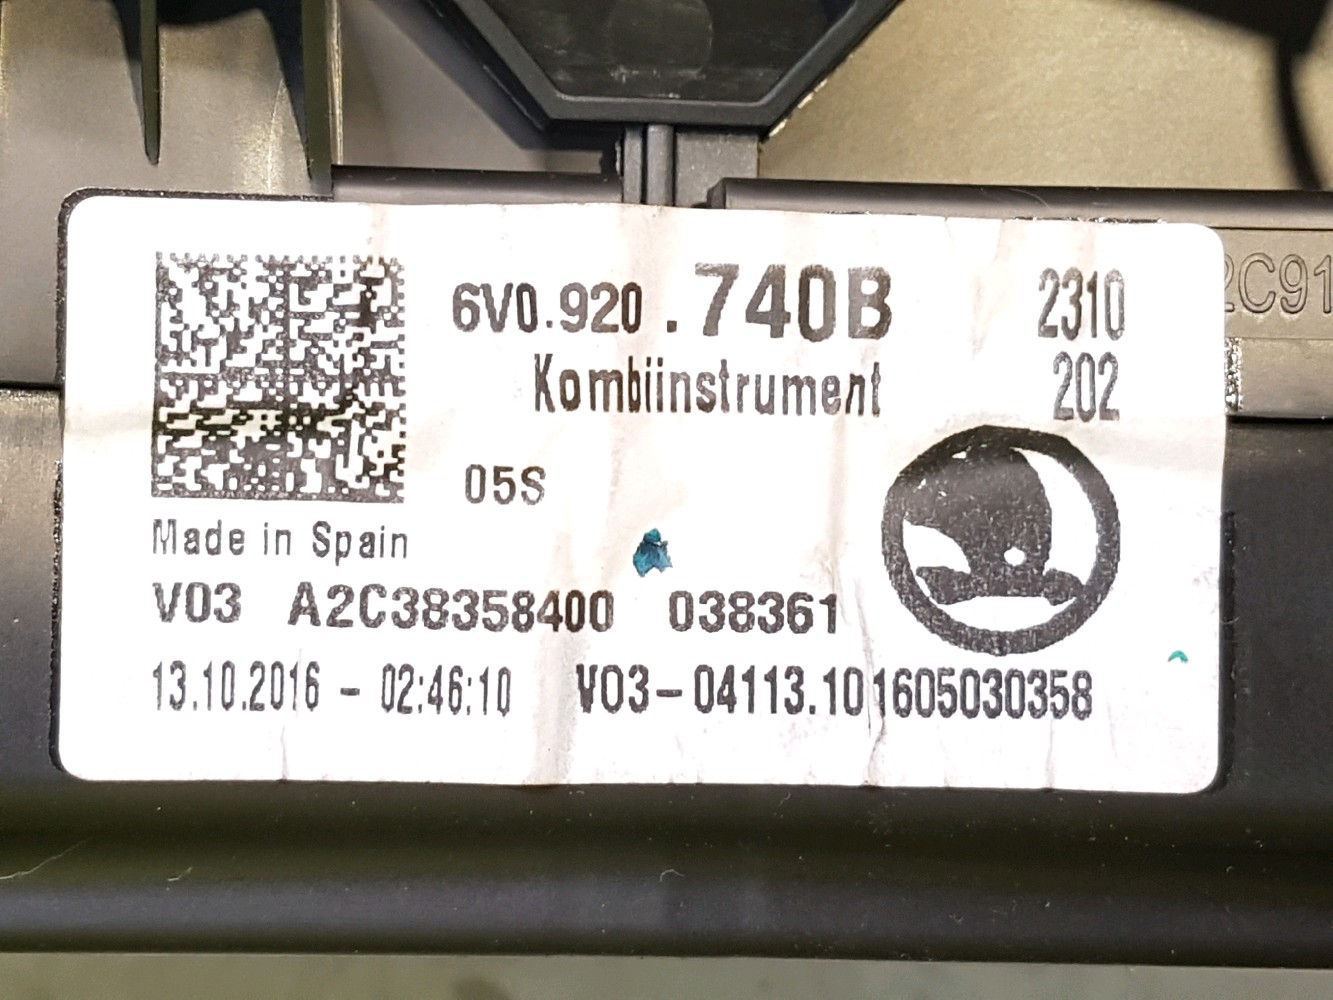 6V0.920 .740B 2310
Kombiinstrument 202
05S
Made in Spain
V03 A2C38358400 038361
13.10.2016 - 02:46:10 V03-04113.101605030358
2C91